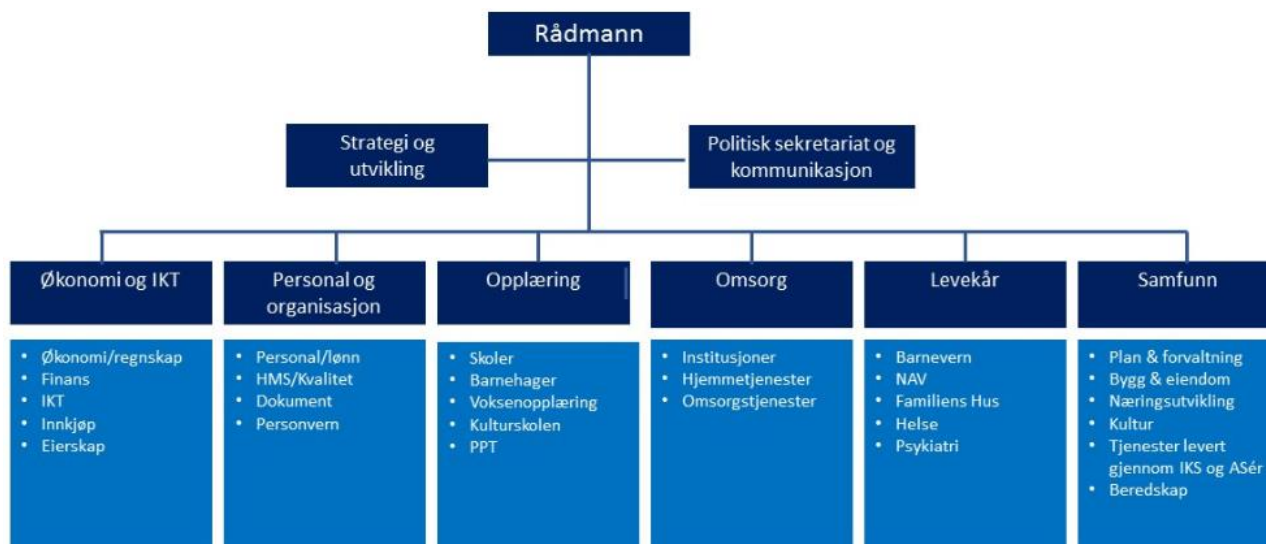 Rådmann
Strategi og
utvikling
Politisk sekretariat og
kommunikasjon
Økonomi og IKT
• Økonomi/regnskap
• Finans
• IKT
• Innkjøp
• Eierskap
Personal og
organisasjon
• Personal/lønn
• HMS/Kvalitet
• Dokument
• Personvern
Opplæring
• Skoler
• Barnehager
• Voksenopplæring
• Kulturskolen
• PPT
Omsorg
• Institusjoner
• Hjemmetjenester
• Omsorgstjenester
Levekår
• Barnevern
• NAV
• Familiens Hus
• Helse
• Psykiatri
Samfunn
• Plan & forvaltning
• Bygg & eiendom
• Næringsutvikling
• Kultur
• Tjenester levert
gjennom IKS og ASér
• Beredskap